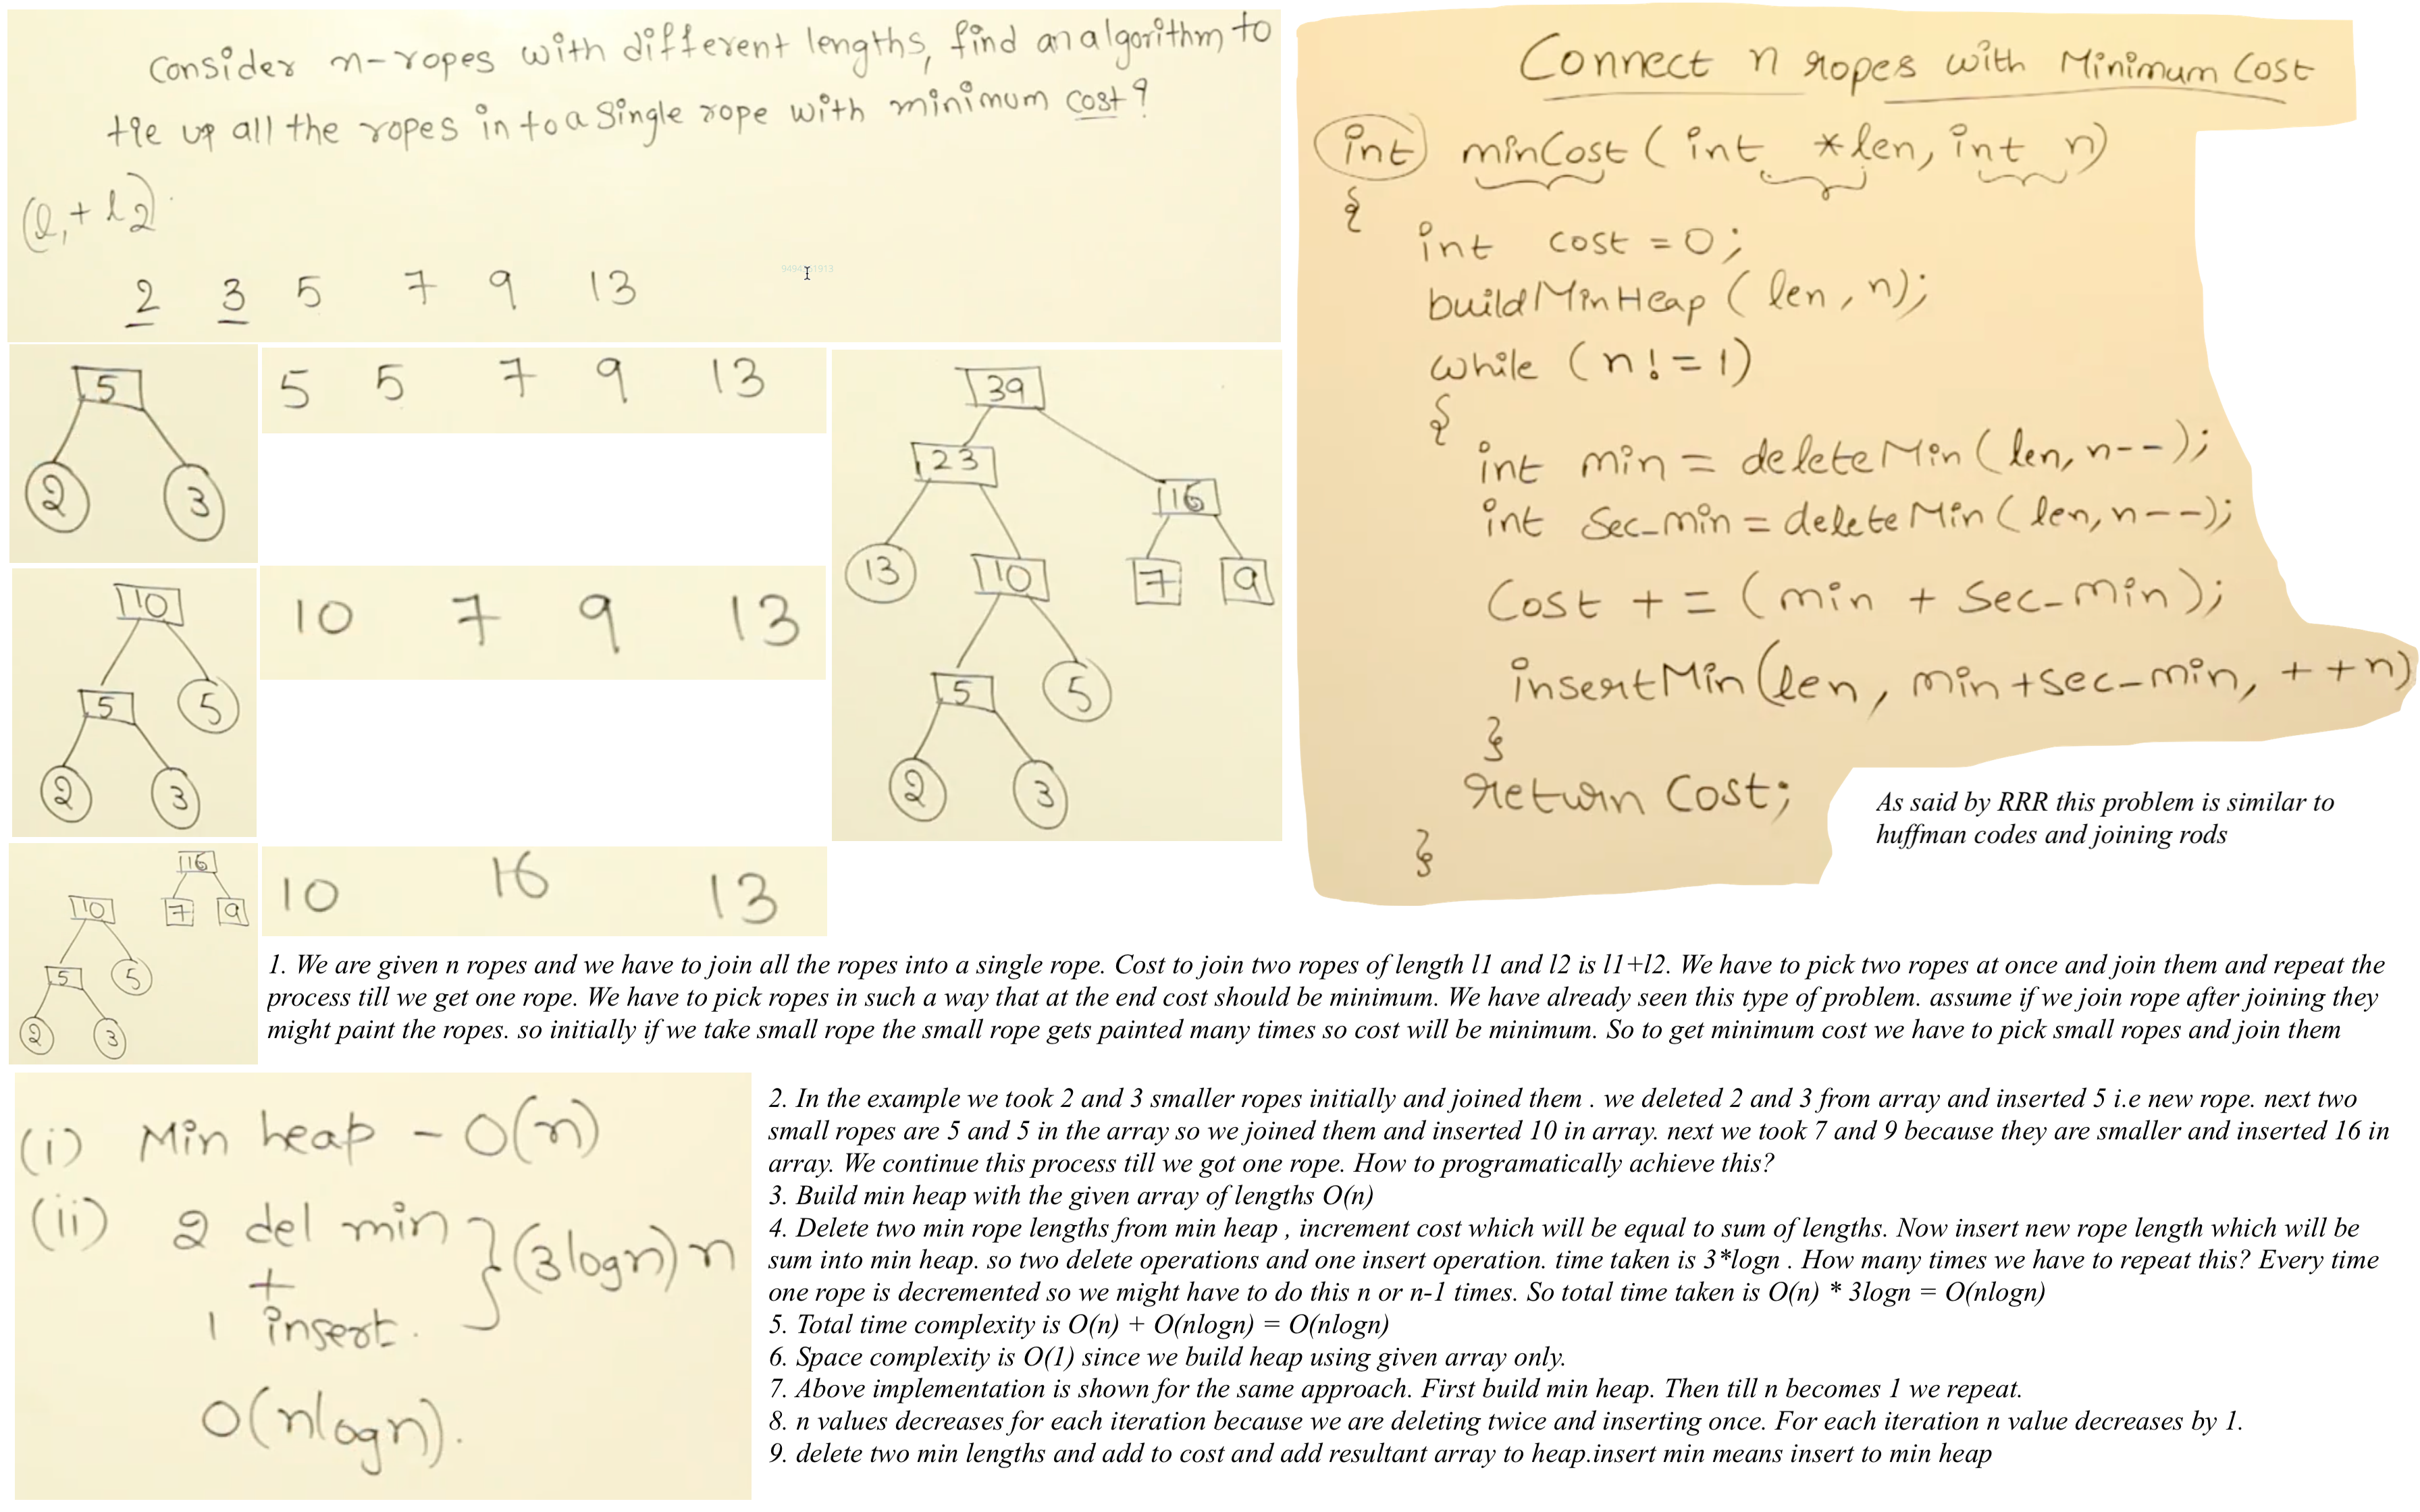 Consider n-ropes with different lengths, find an algorithm to
tie up all the ropes in to a Single rope with minimum cost?
(l1 + l2)
2 3 5 7 9 13
5
2 3
5 5 7 9 13
10
5 5
2 3
10 7 9 13
16
10 7 9
5 5
2 3
10 16 13
39
23
16
13 10 7 9
5 5
2 3
Connect n ropes with Minimum Cost
int minCost ( int *len, int n)
{
int cost = 0;
buildMinHeap ( len, n);
while (n! = 1)
{
int min = deleteMin ( len, n--);
int Sec_min = deleteMin ( len, n--);
Cost + = (min + Sec_min);
insertMin (len, min+sec_min, ++n)
}
return Cost;
}
As said by RRR this problem is similar to
huffman codes and joining rods
1. We are given n ropes and we have to join all the ropes into a single rope. Cost to join two ropes of length l1 and l2 is l1+l2. We have to pick two ropes at once and join them and repeat the
process till we get one rope. We have to pick ropes in such a way that at the end cost should be minimum. We have already seen this type of problem. assume if we join rope after joining they
might paint the ropes. so initially if we take small rope the small rope gets painted many times so cost will be minimum. So to get minimum cost we have to pick small ropes and join them
(i) Min heap - O(n)
(ii) 2 del min
+
1 insert.
} (3logn) n
O(nlogn).
2. In the example we took 2 and 3 smaller ropes initially and joined them . we deleted 2 and 3 from array and inserted 5 i.e new rope. next two
small ropes are 5 and 5 in the array so we joined them and inserted 10 in array. next we took 7 and 9 because they are smaller and inserted 16 in
array. We continue this process till we got one rope. How to programatically achieve this?
3. Build min heap with the given array of lengths O(n)
4. Delete two min rope lengths from min heap , increment cost which will be equal to sum of lengths. Now insert new rope length which will be
sum into min heap. so two delete operations and one insert operation. time taken is 3*logn . How many times we have to repeat this? Every time
one rope is decremented so we might have to do this n or n-1 times. So total time taken is O(n) * 3logn = O(nlogn)
5. Total time complexity is O(n) + O(nlogn) = O(nlogn)
6. Space complexity is O(1) since we build heap using given array only.
7. Above implementation is shown for the same approach. First build min heap. Then till n becomes 1 we repeat.
8. n values decreases for each iteration because we are deleting twice and inserting once. For each iteration n value decreases by 1.
9. delete two min lengths and add to cost and add resultant array to heap.insert min means insert to min heap